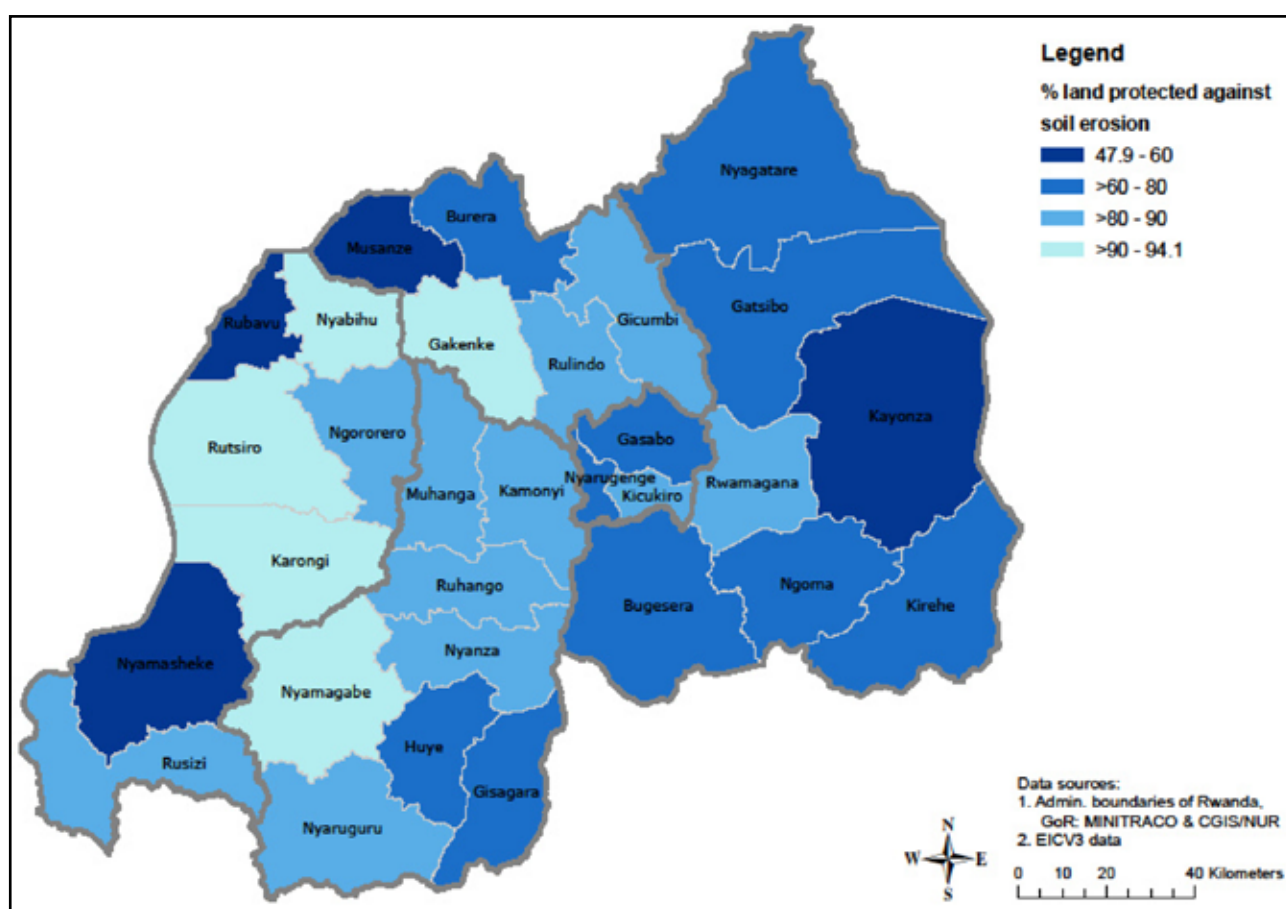 Legend
% land protected against
soil erosion
47.9 - 60
>60 - 80
>80 - 90
>90 - 94.1
Nyagatare
Burera
Musanze
Gatsibo
Rubavu
Nyabihu
Gicumbi
Gakenke
Rulindo
Kayonza
Ngororero
Gasabo
Rutsiro
Nyarugenge
Rwamagana
Muhanga
Kamonyi
Kicukiro
Karongi
Ruhango
Ngoma
Bugesera
Kirehe
Nyanza
Nyamasheke
Nyamagabe
Huye
Rusizi
Gisagara
Nyaruguru
Data sources:
1. Admin. boundaries of Rwanda,
GoR: MINITRACO & CGIS/NUR
2. EICV3 data
N
W E
S
0 10 20 40 Kilometers